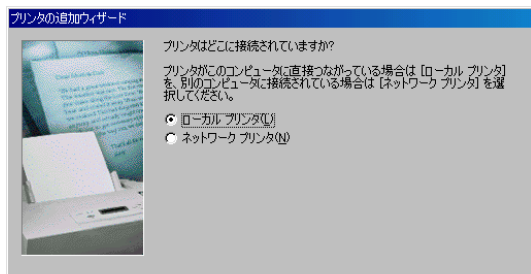 プリンタの追加ウィザード
プリンタはどこに接続されていますか?
プリンタがこのコンピュータに直接つながっている場合は [ローカル プリンタ]
を、別のコンピュータに接続されている場合は [ネットワーク プリンタ] を選
択してください。
ローカル プリンタ(L)
ネットワーク プリンタ(N)